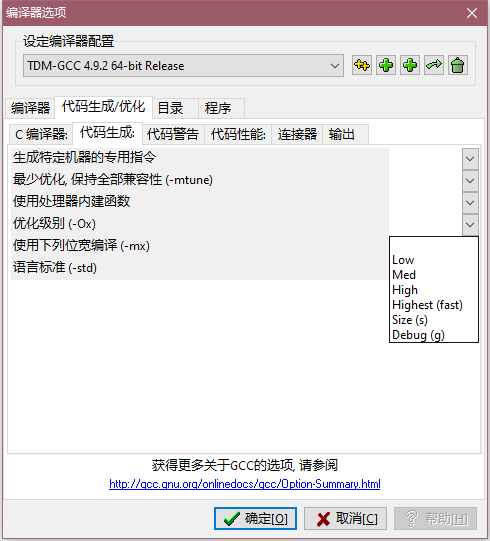 编译器选项
设定编译器配置
TDM-GCC 4.9.2 64-bit Release
编译器 代码生成/优化 目录 程序
C 编译器: 代码生成: 代码警告 代码性能: 连接器 输出
生成特定机器的专用指令
最少优化, 保持全部兼容性 (-mtune)
使用处理器内建函数
优化级别 (-Ox)
使用下列位宽编译 (-mx)
语言标准 (-std)
Low
Med
High
Highest (fast)
Size (s)
Debug (g)
获得更多关于GCC的选项, 请参阅
http://gcc.gnu.org/onlinedocs/gcc/Option-Summary.html
确定[O] 取消[C] 帮助[H]